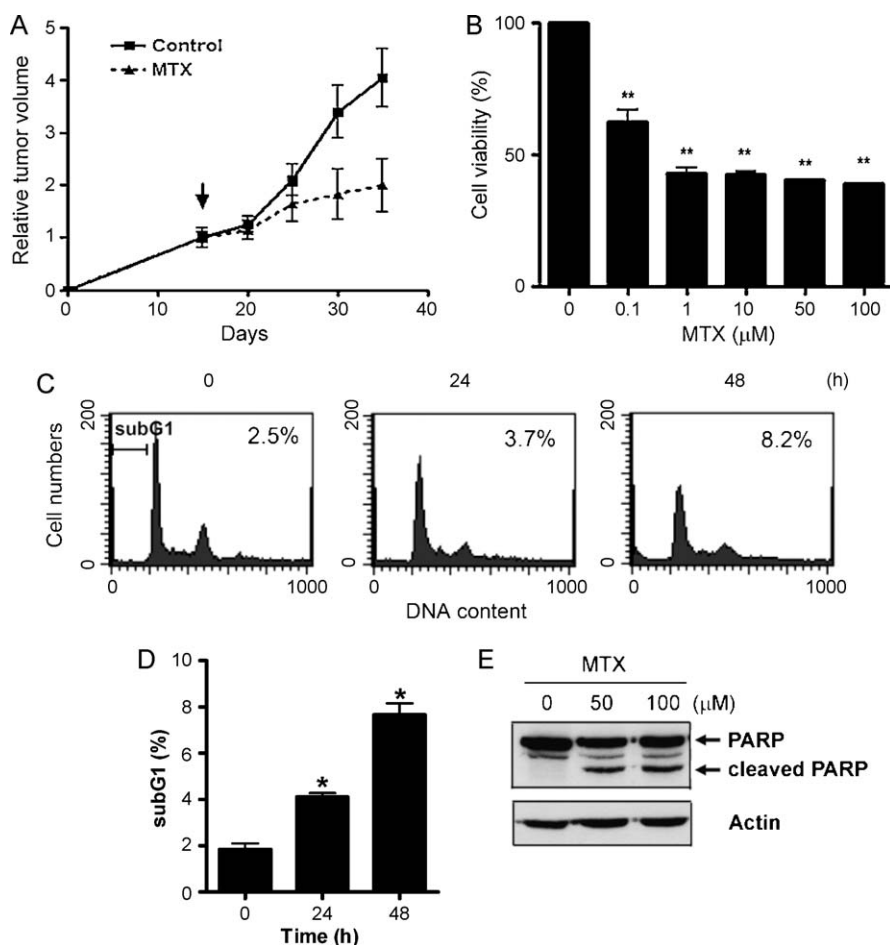 A
Control
MTX
Relative tumor volume
5
4
3
2
1
0
0 10 20 30 40
Days
B
Cell viability (%)
100
50
0
** ** ** ** **
0 0.1 1 10 50 100
MTX (μM)
C
0 24 48 (h)
Cell numbers
200
0
subG1
2.5%
0 1000
200
0
3.7%
0 1000
200
0
8.2%
0 1000
DNA content
D
subG1 (%)
10
8
6
4
2
0
* *
0 24 48
Time (h)
E
MTX
0 50 100 (μM)
PARP
cleaved PARP
Actin